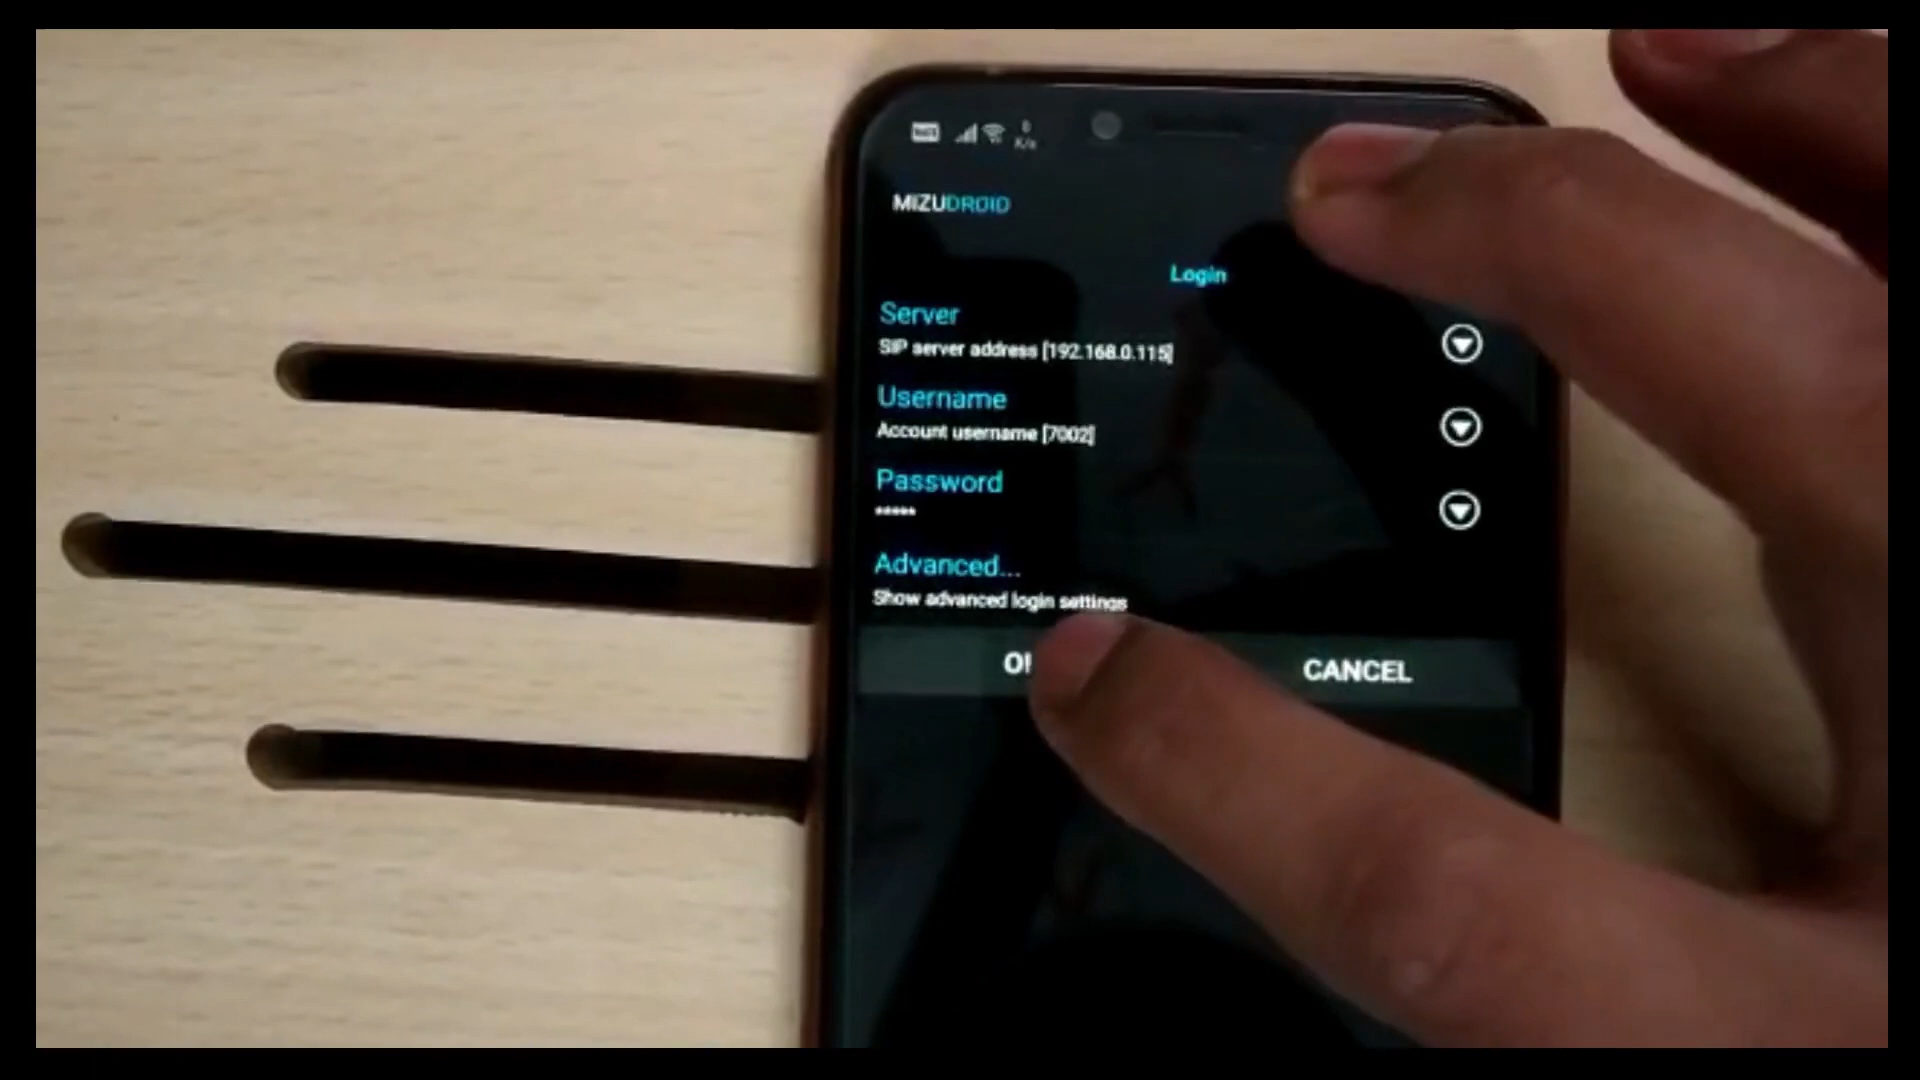 MIZUDROID
Login
Server
SIP server address [192.168.0.115]
Username
Account username [7002]
Password
*****
Advanced...
Show advanced login settings
CANCEL